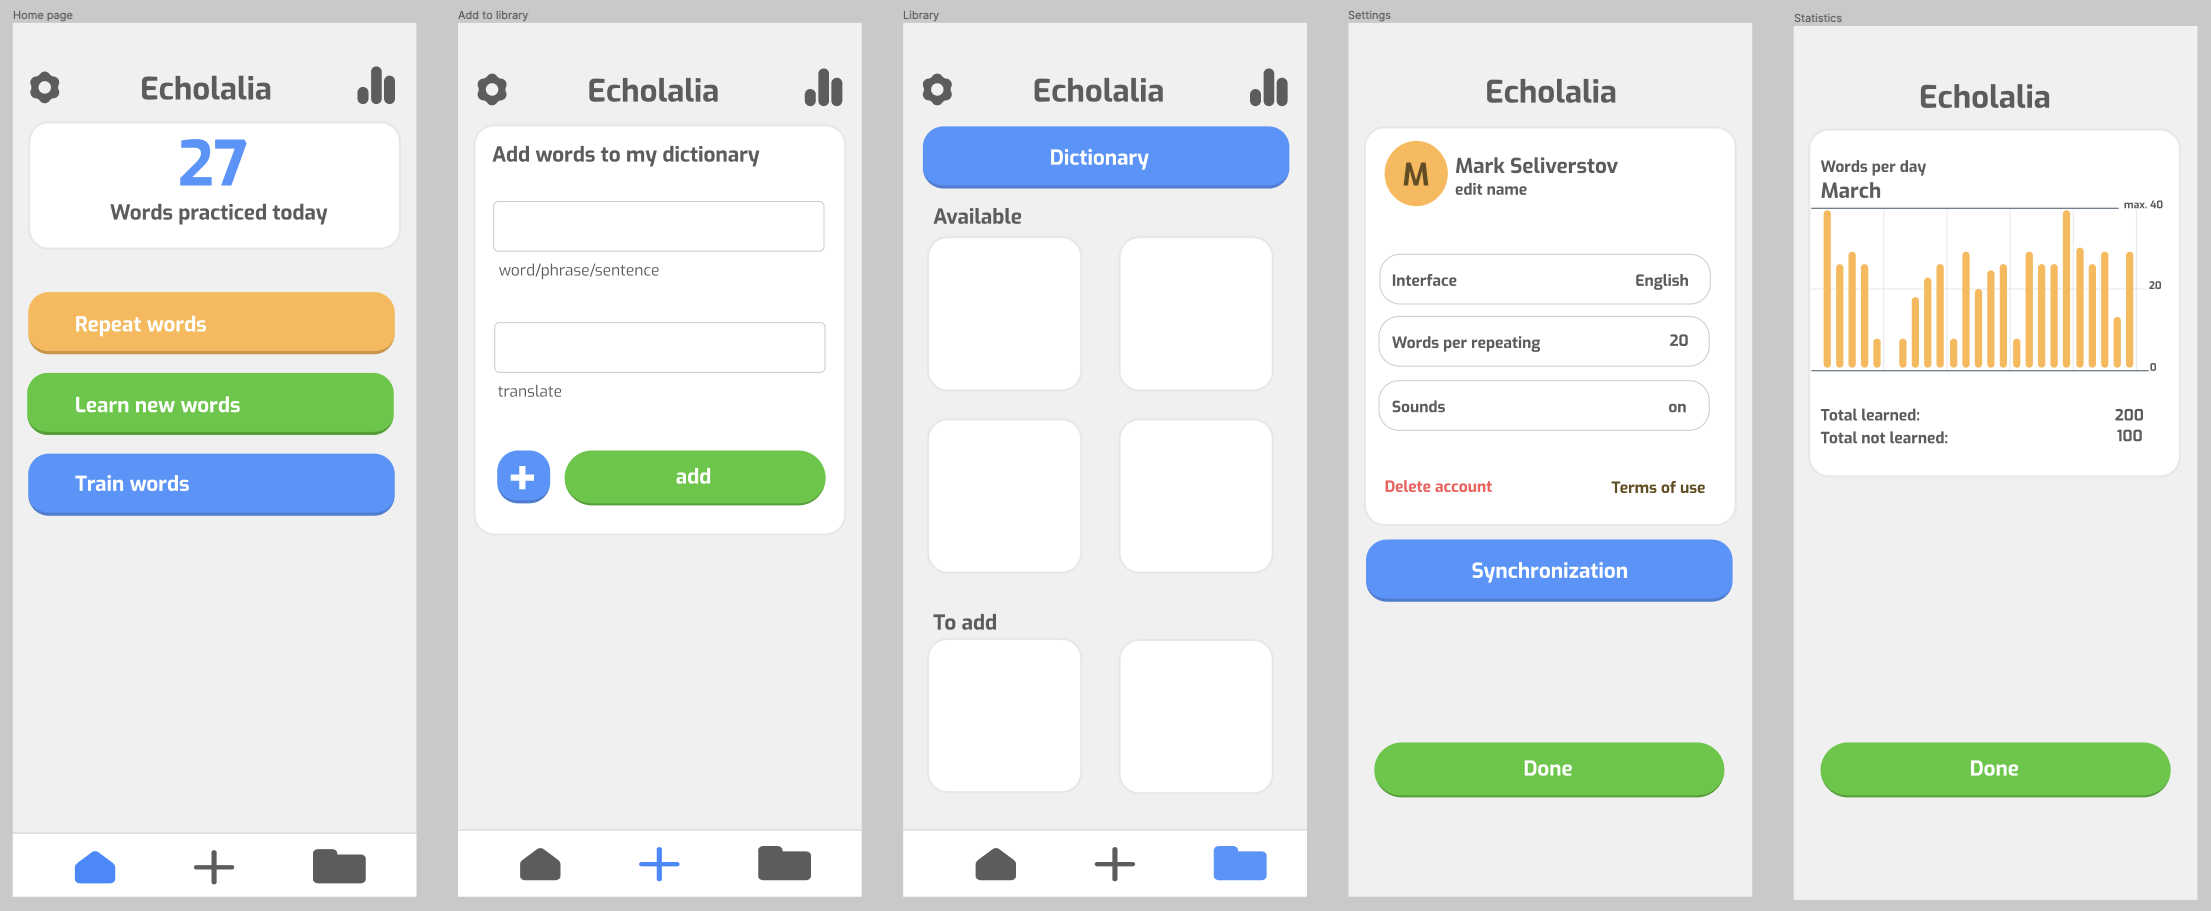 Home page
Echolalia
27
Words practiced today
Repeat words
Learn new words
Train words
Add to library
Echolalia
Add words to my dictionary
word/phrase/sentence
translate
add
Library
Echolalia
Dictionary
Available
To add
Settings
Echolalia
M
Mark Seliverstov
edit name
Interface English
Words per repeating 20
Sounds on
Delete account Terms of use
Synchronization
Done
Statistics
Echolalia
Words per day
March
max. 40
20
0
Total learned: 200
Total not learned: 100
Done